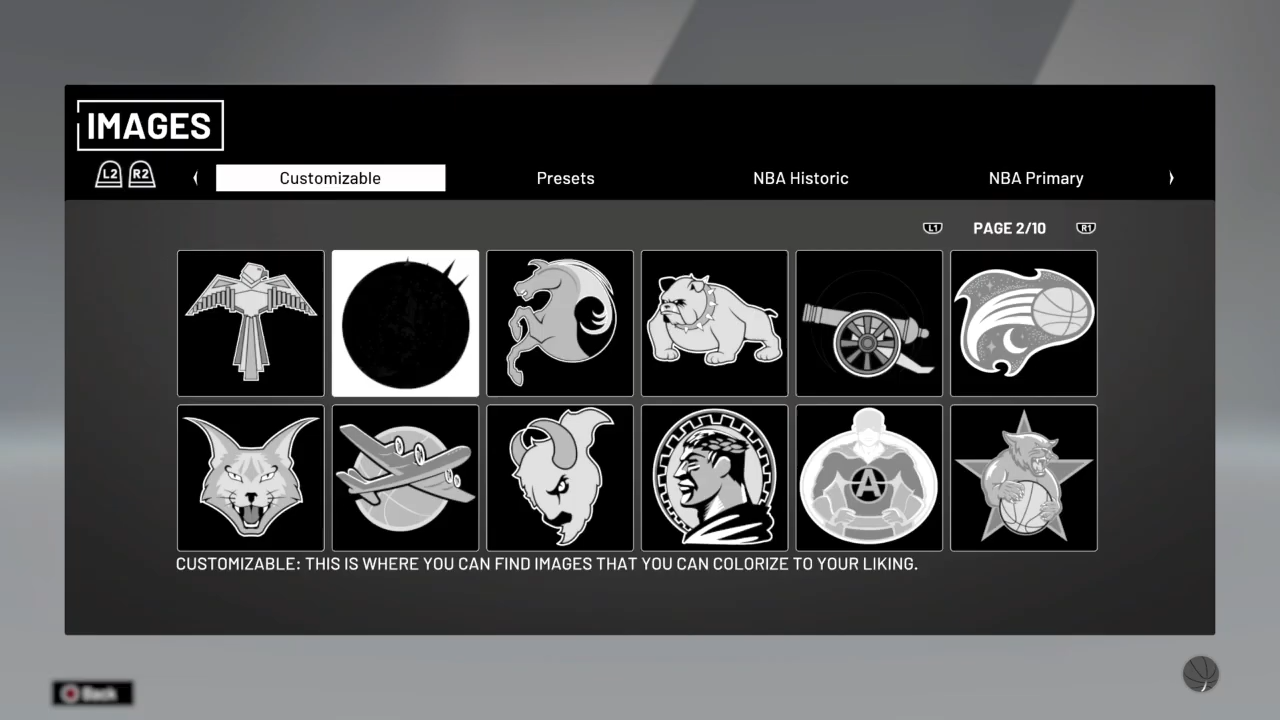 IMAGES
L2 R2 Customizable Presets NBA Historic NBA Primary
L1 PAGE 2/10 R1
A
CUSTOMIZABLE: THIS IS WHERE YOU CAN FIND IMAGES THAT YOU CAN COLORIZE TO YOUR LIKING.
Back